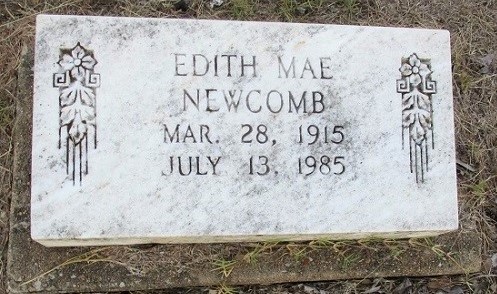 EDITH MAE
NEWCOMB
MAR. 28, 1915
JULY 13, 1985